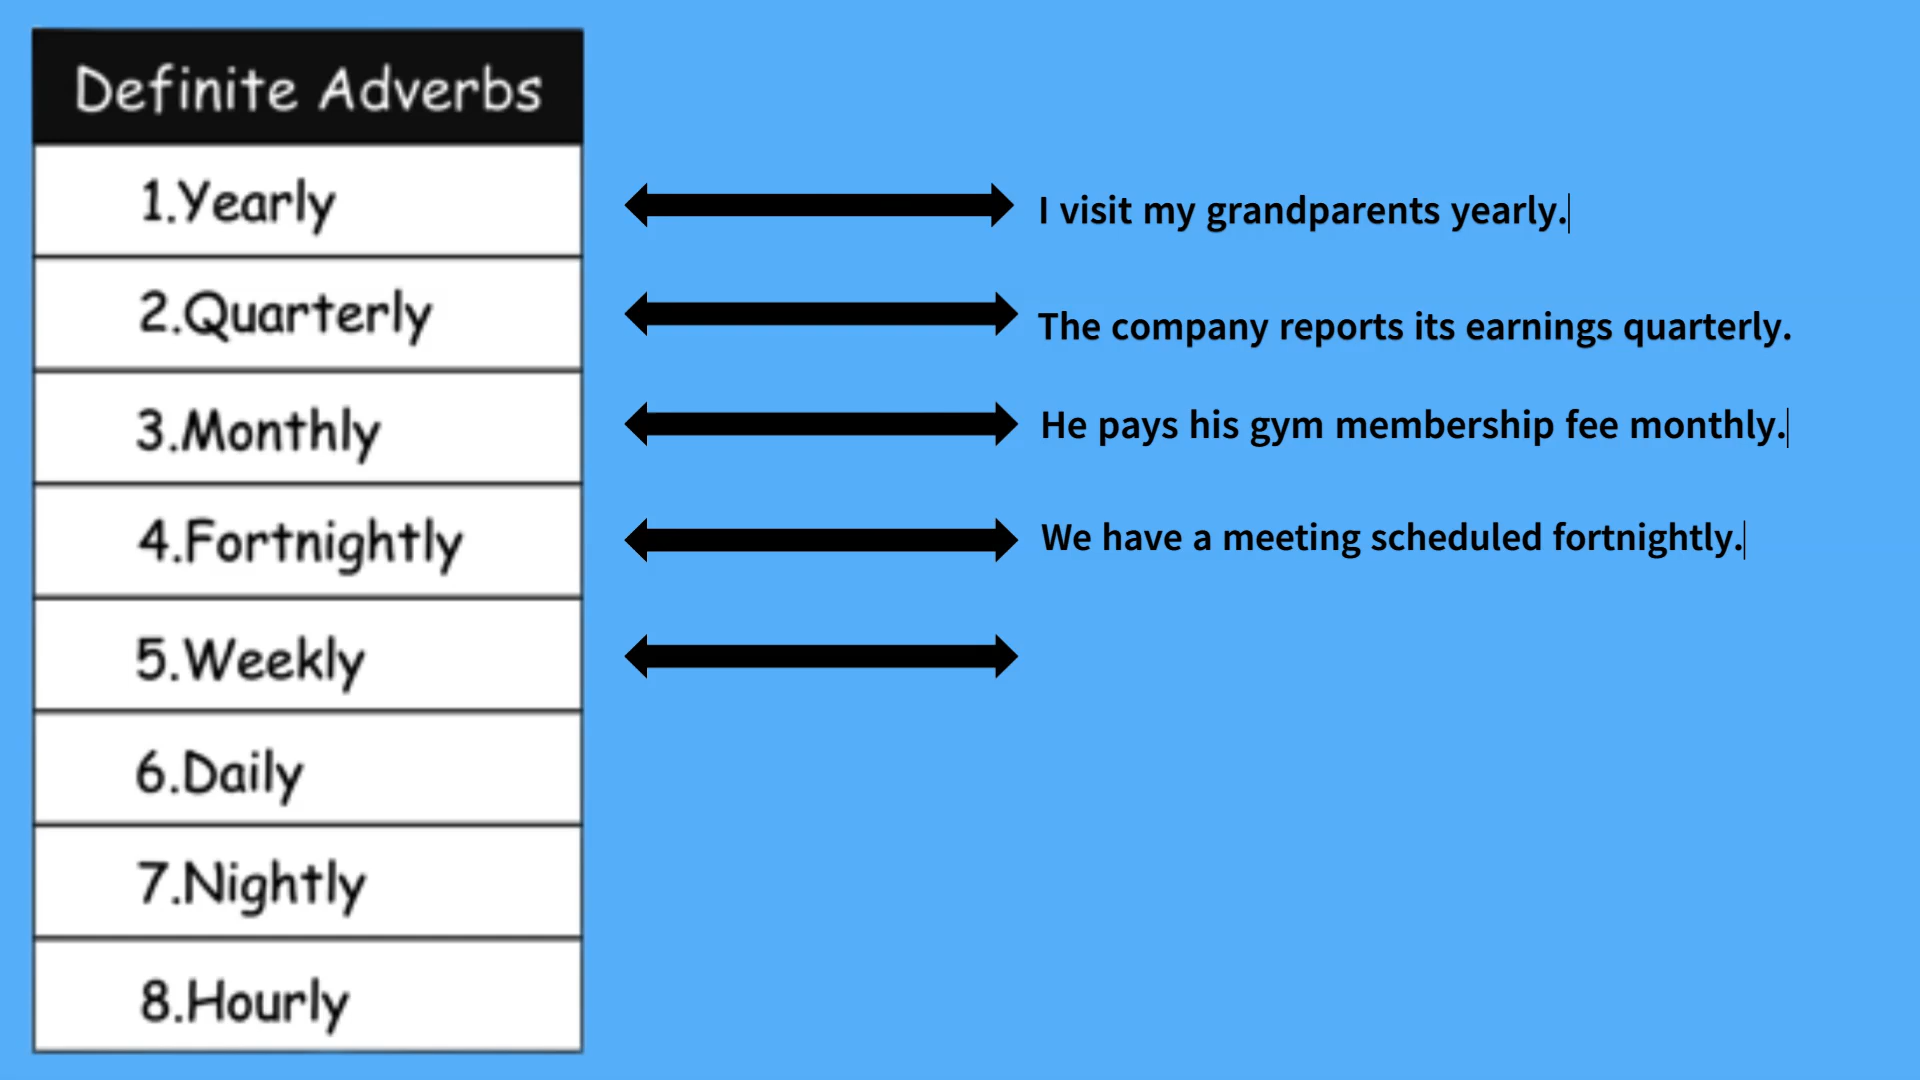 Definite Adverbs
1.Yearly
I visit my grandparents yearly.
2.Quarterly
The company reports its earnings quarterly.
3.Monthly
He pays his gym membership fee monthly.
4.Fortnightly
We have a meeting scheduled fortnightly.
5.Weekly
6.Daily
7.Nightly
8.Hourly